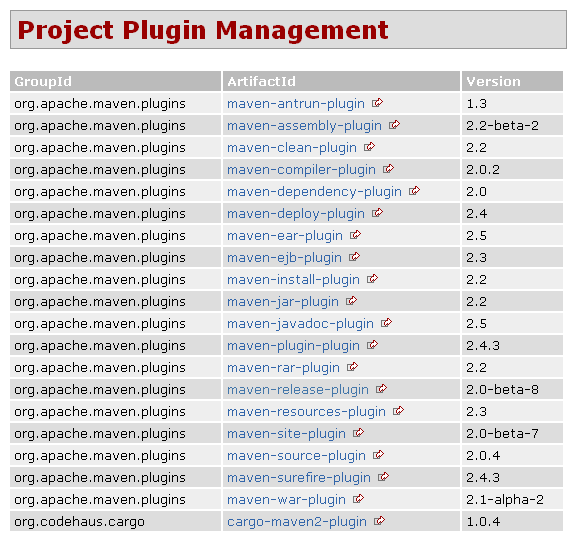 Project Plugin Management
GroupId ArtifactId Version
org.apache.maven.plugins maven-antrun-plugin 1.3
org.apache.maven.plugins maven-assembly-plugin 2.2-beta-2
org.apache.maven.plugins maven-clean-plugin 2.2
org.apache.maven.plugins maven-compiler-plugin 2.0.2
org.apache.maven.plugins maven-dependency-plugin 2.0
org.apache.maven.plugins maven-deploy-plugin 2.4
org.apache.maven.plugins maven-ear-plugin 2.5
org.apache.maven.plugins maven-ejb-plugin 2.3
org.apache.maven.plugins maven-install-plugin 2.2
org.apache.maven.plugins maven-jar-plugin 2.2
org.apache.maven.plugins maven-javadoc-plugin 2.5
org.apache.maven.plugins maven-plugin-plugin 2.4.3
org.apache.maven.plugins maven-rar-plugin 2.2
org.apache.maven.plugins maven-release-plugin 2.0-beta-8
org.apache.maven.plugins maven-resources-plugin 2.3
org.apache.maven.plugins maven-site-plugin 2.0-beta-7
org.apache.maven.plugins maven-source-plugin 2.0.4
org.apache.maven.plugins maven-surefire-plugin 2.4.3
org.apache.maven.plugins maven-war-plugin 2.1-alpha-2
org.codehaus.cargo cargo-maven2-plugin 1.0.4